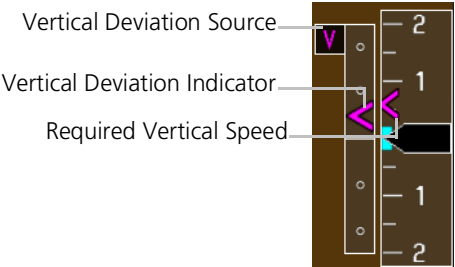 Vertical Deviation Source
V
2
Vertical Deviation Indicator
1
Required Vertical Speed
1
2